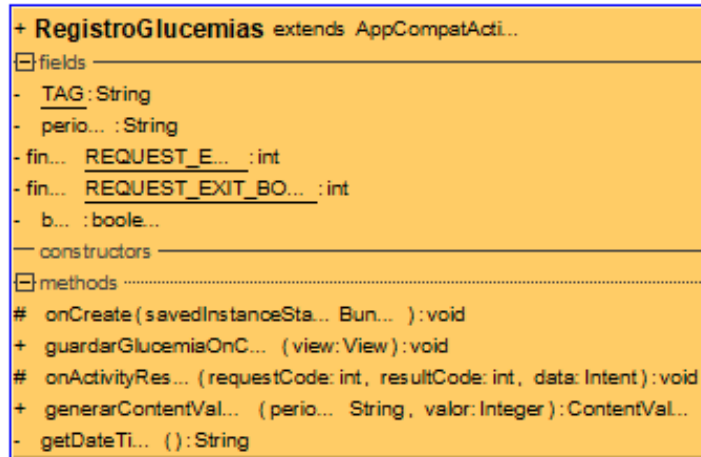 + RegistroGlucemias extends AppCompatActi...
fields
- TAG:String
- perio... :String
- fin... REQUEST_E... :int
- fin... REQUEST_EXIT_BO... :int
- b... :boole...
constructors
methods
# onCreate(savedInstanceSta... Bun... ):void
+ guardarGlucemiaOnC... (view:View):void
# onActivityRes... (requestCode:int, resultCode:int, data:Intent):void
+ generarContentVal... (perio... String, valor:Integer):ContentVal...
- getDateTi... ():String